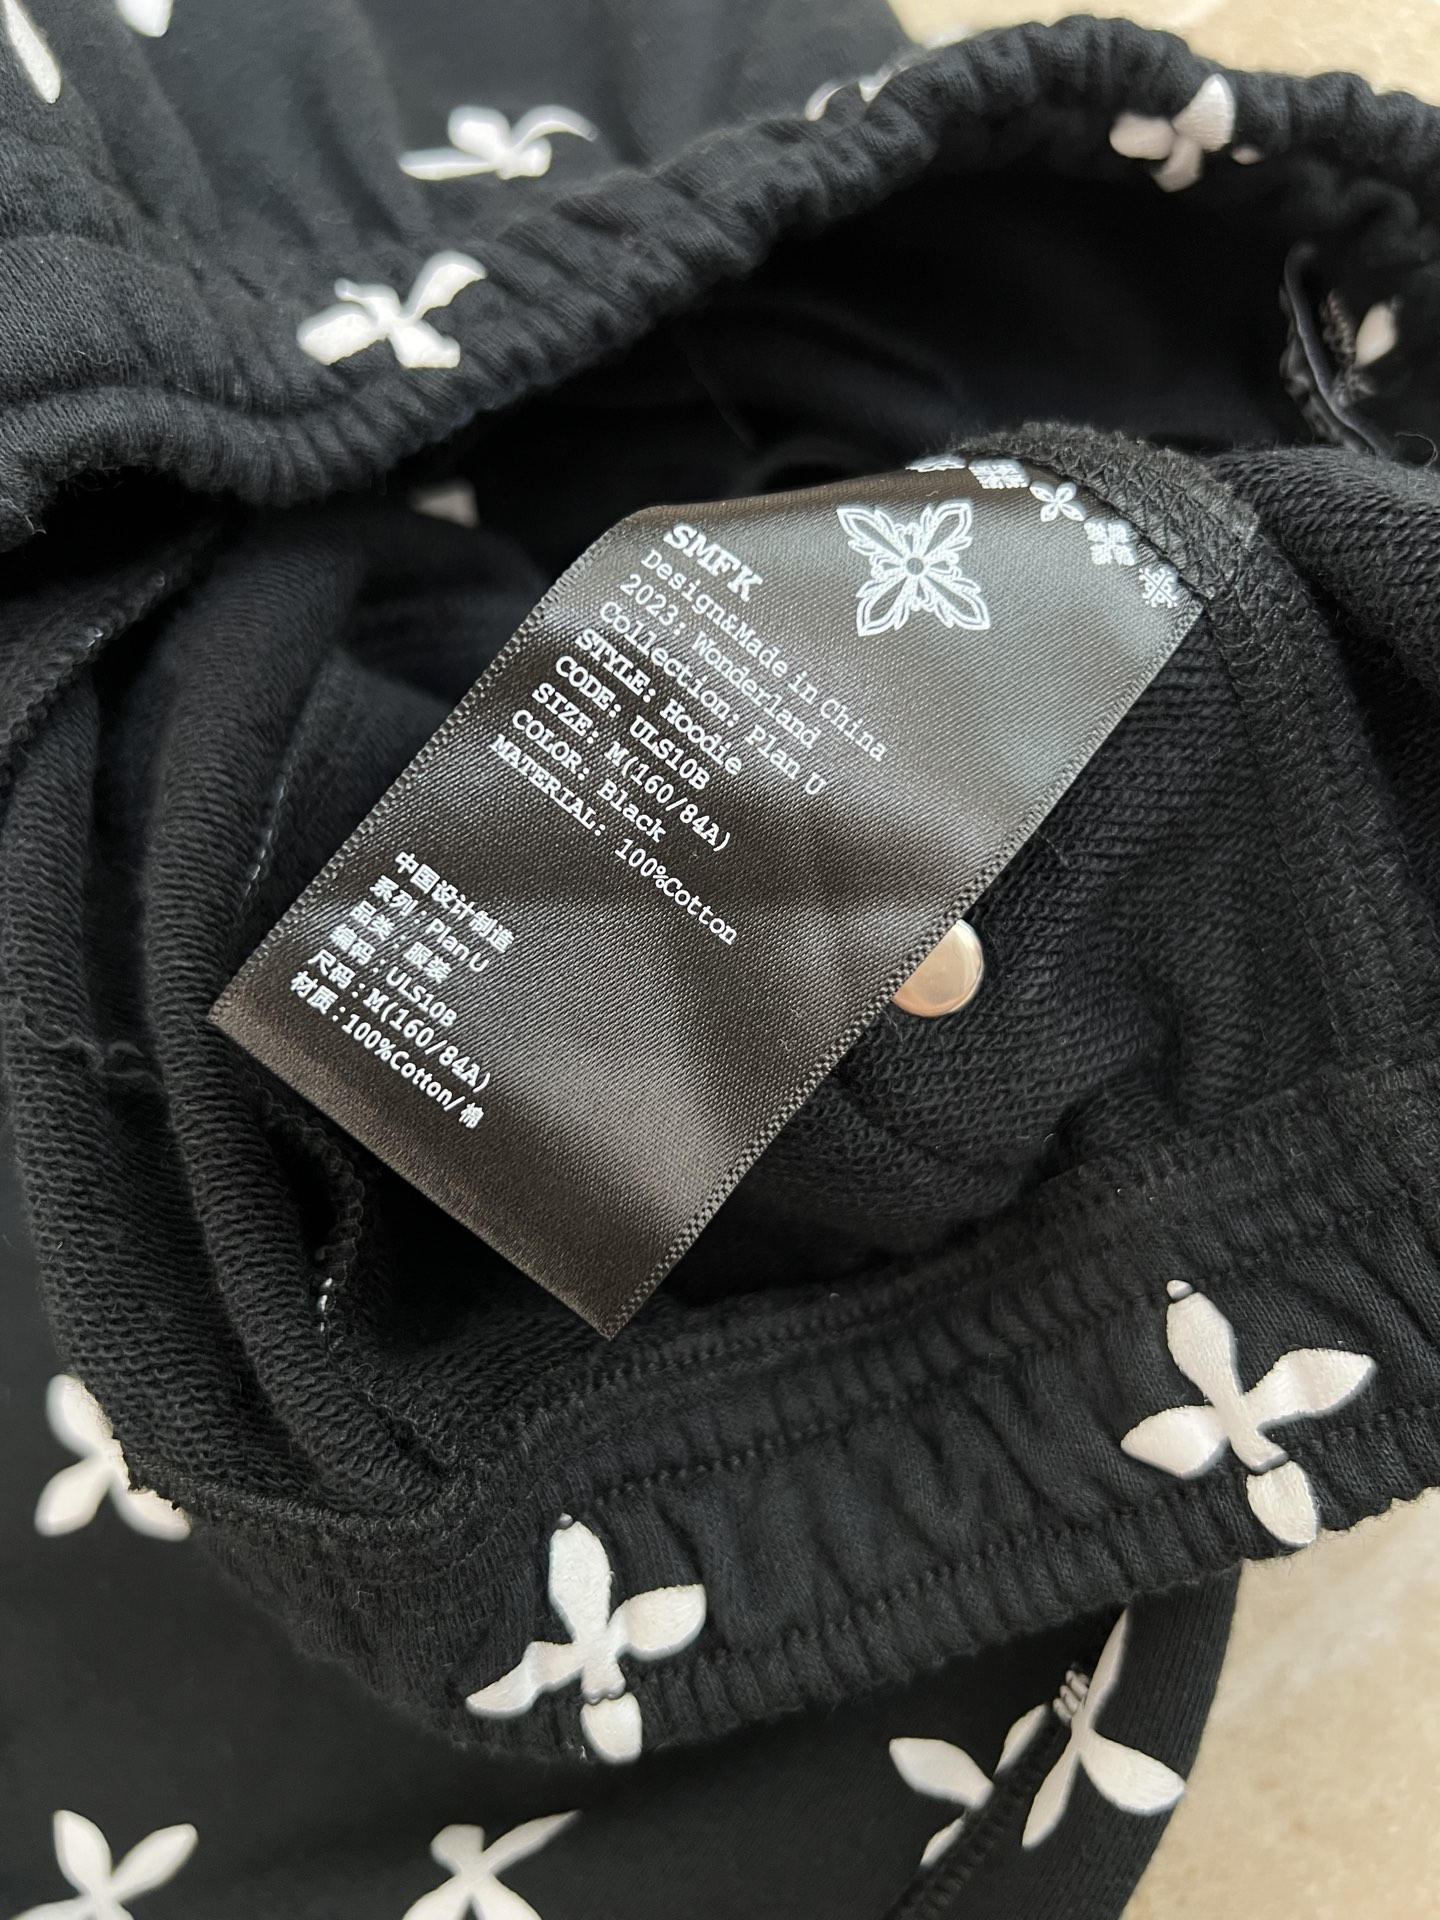 SMFK
Design&Made in China
2023: Wonderland
Collection: Plan U
STYLE: Hoodie
CODE: ULS10B
SIZE: M(160/84A)
COLOR: Black
MATERIAL: 100%Cotton
中国设计制造
系列：Plan U
品类：服装
编码：ULS10B
尺码：M(160/84A)
材质：100%Cotton/棉